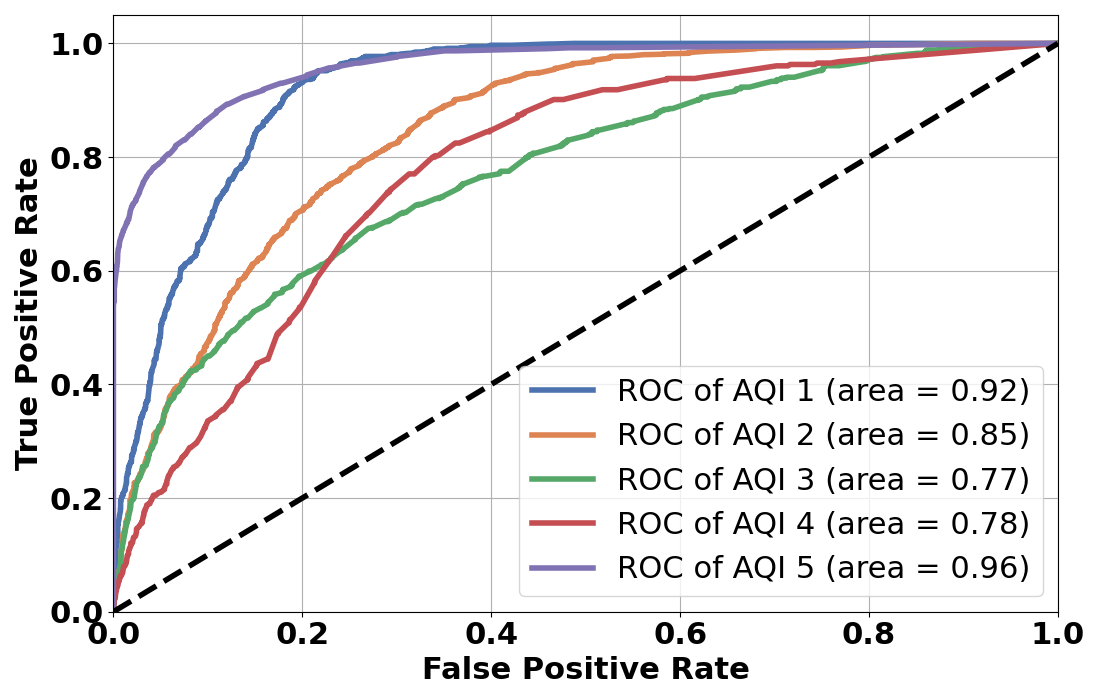 1.0
0.8
0.6
0.4
0.2
0.0
True Positive Rate
ROC of AQI 1 (area = 0.92)
ROC of AQI 2 (area = 0.85)
ROC of AQI 3 (area = 0.77)
ROC of AQI 4 (area = 0.78)
ROC of AQI 5 (area = 0.96)
0.0 0.2 0.4 0.6 0.8 1.0
False Positive Rate